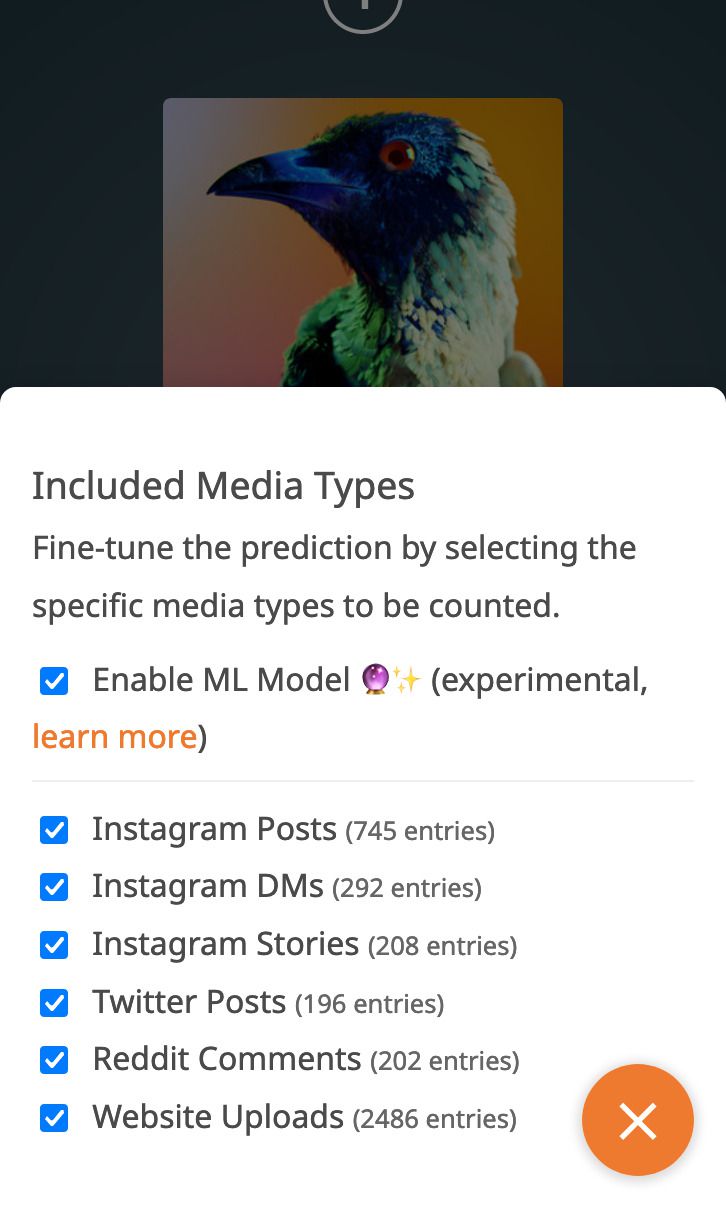 Included Media Types
Fine-tune the prediction by selecting the
specific media types to be counted.
Enable ML Model 🔮✨ (experimental,
learn more)
Instagram Posts (745 entries)
Instagram DMs (292 entries)
Instagram Stories (208 entries)
Twitter Posts (196 entries)
Reddit Comments (202 entries)
Website Uploads (2486 entries)